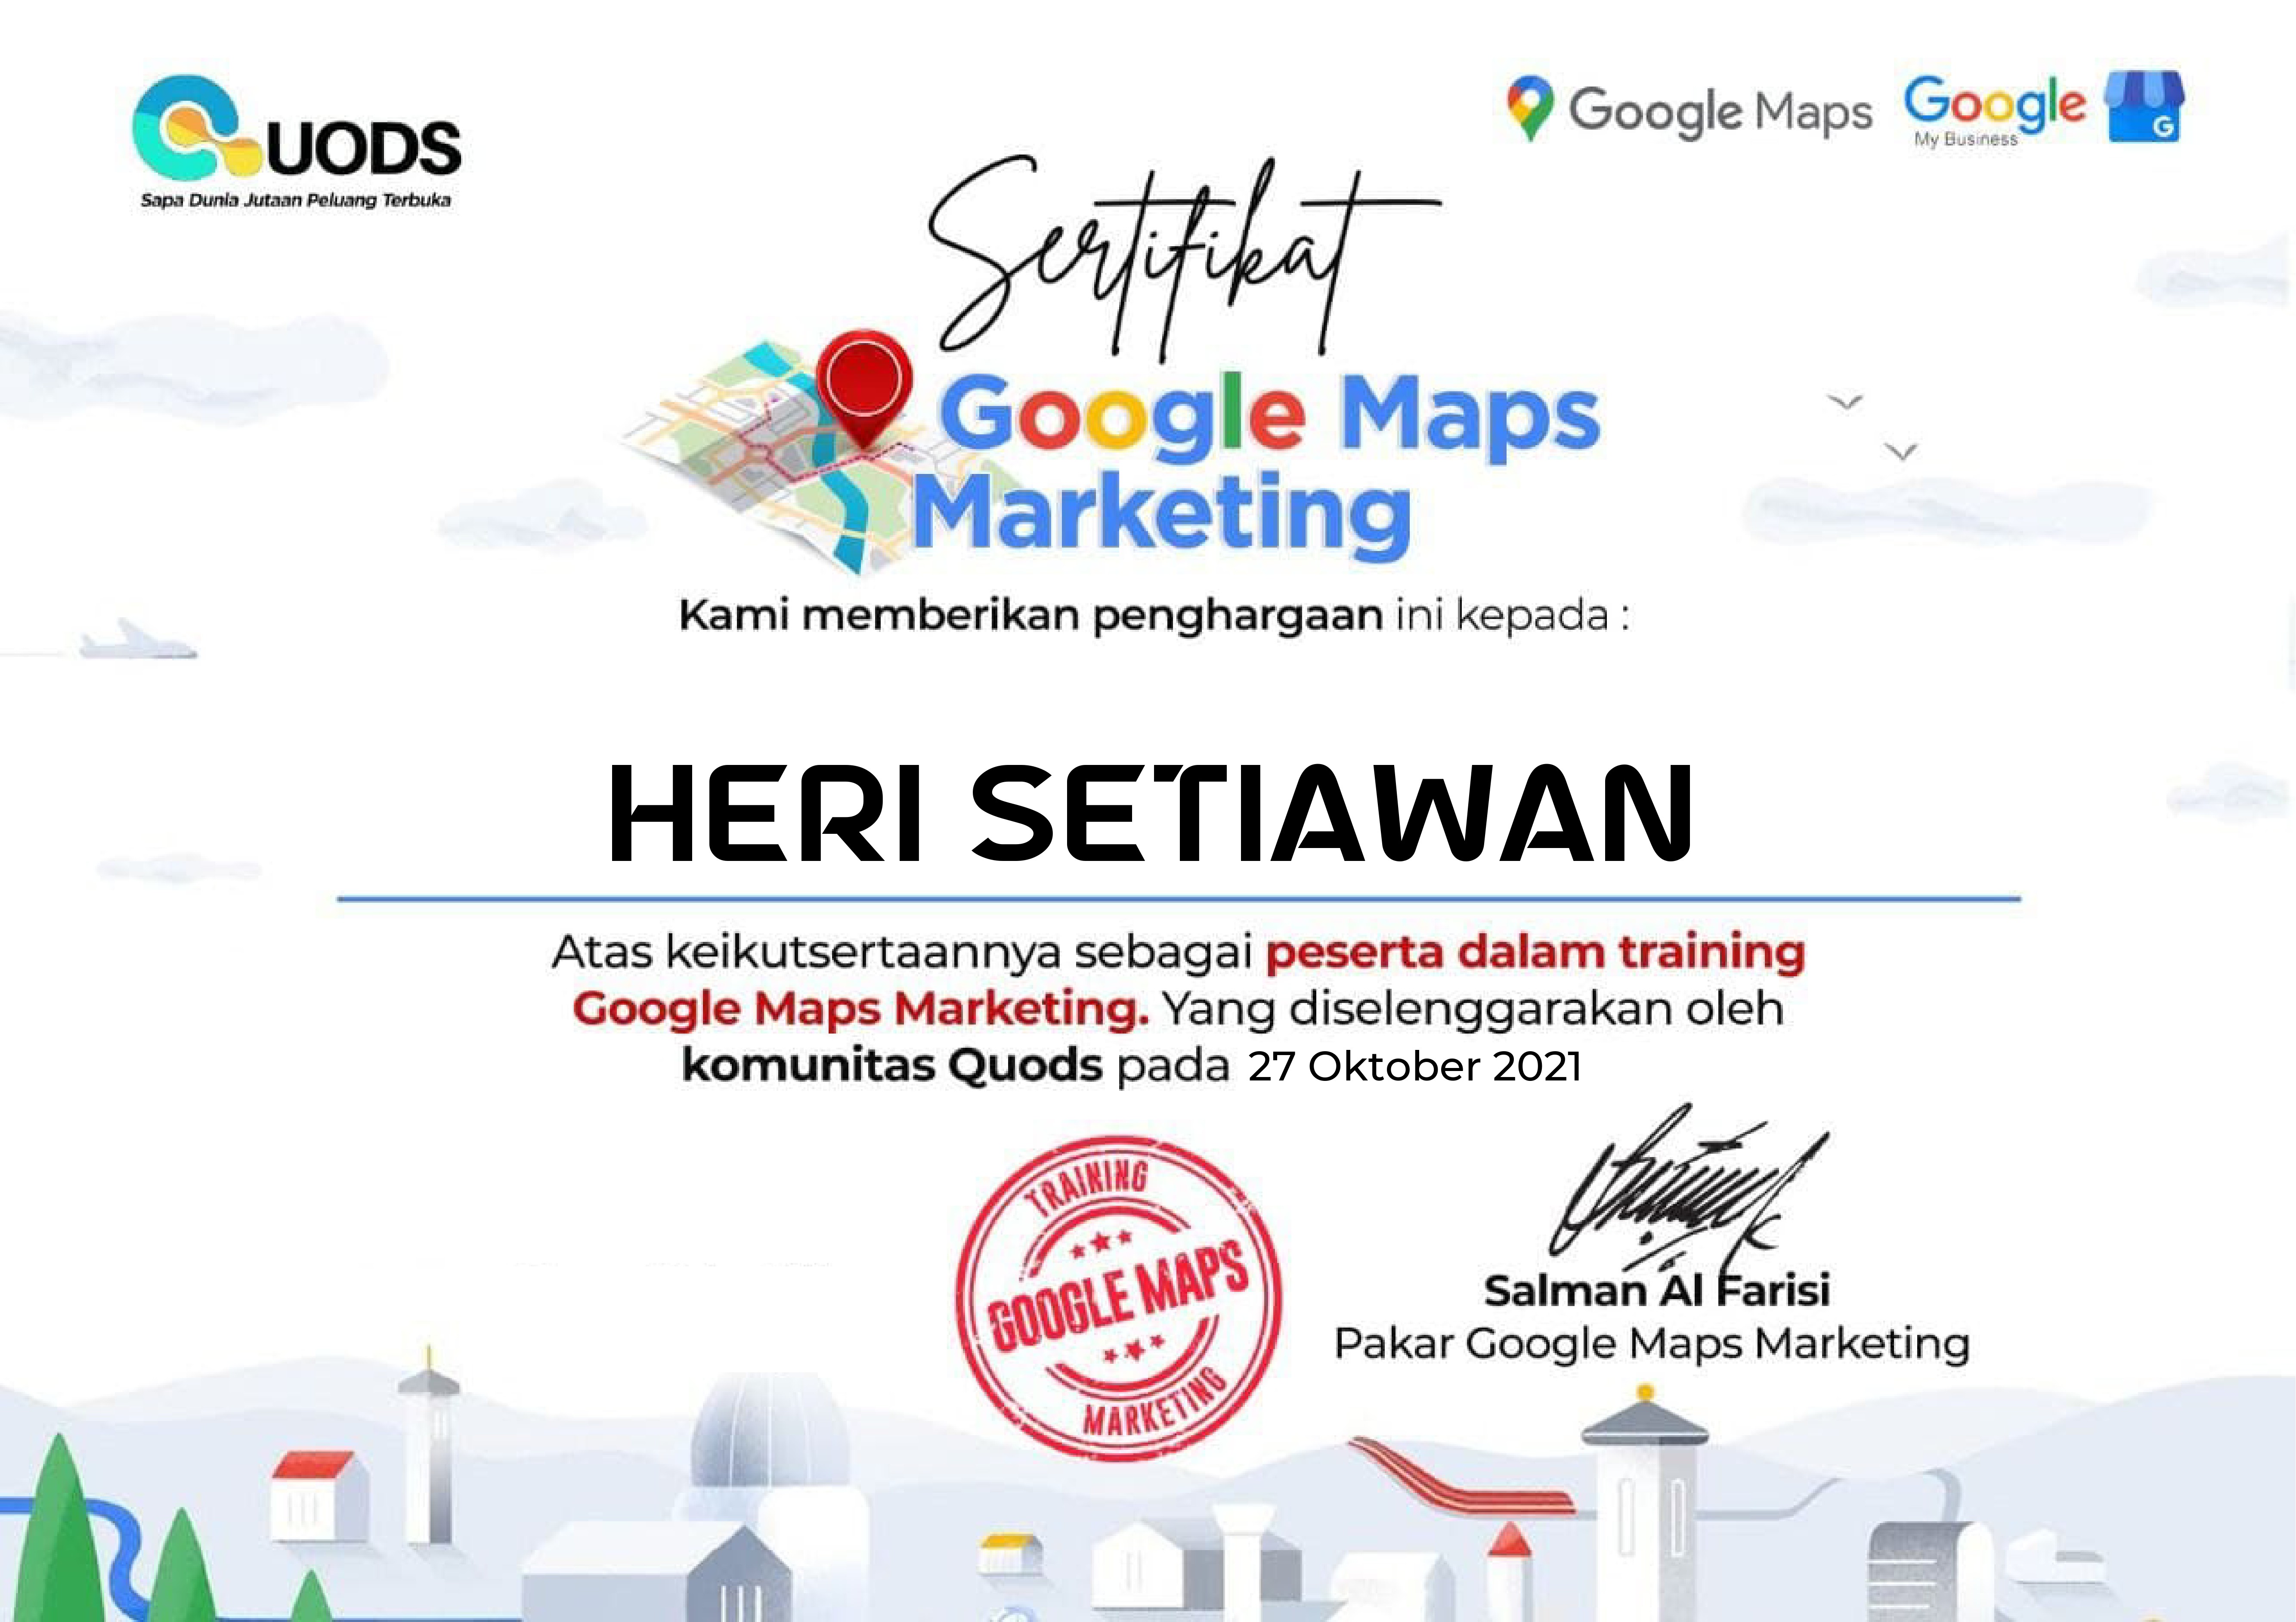 QUODS
Sapa Dunia Jutaan Peluang Terbuka
Google Maps
Google
My Business
G
Sertifikat
Google Maps
Marketing
Kami memberikan penghargaan ini kepada :
HERI SETIAWAN
Atas keikutsertaannya sebagai peserta dalam training
Google Maps Marketing. Yang diselenggarakan oleh
komunitas Quods pada 27 Oktober 2021
TRAINING
GOOGLE MAPS
MARKETING
Salman Al Farisi
Pakar Google Maps Marketing